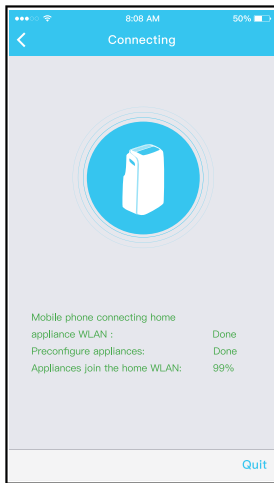 8:08 AM 50%
Connecting
Mobile phone connecting home
appliance WLAN : Done
Preconfigure appliances: Done
Appliances join the home WLAN: 99%
Quit